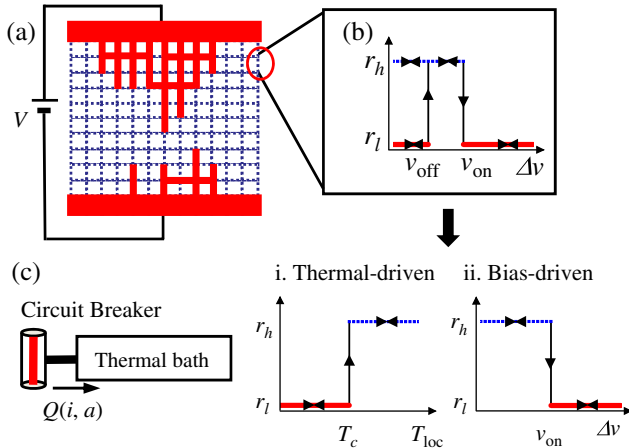 (a)
V
(b)
r_h
r_l
v_off
v_on
Δv
(c)
Circuit Breaker
Thermal bath
Q(i, a)
i. Thermal-driven
r_h
r_l
T_c
T_loc
ii. Bias-driven
r_h
r_l
v_on
Δv